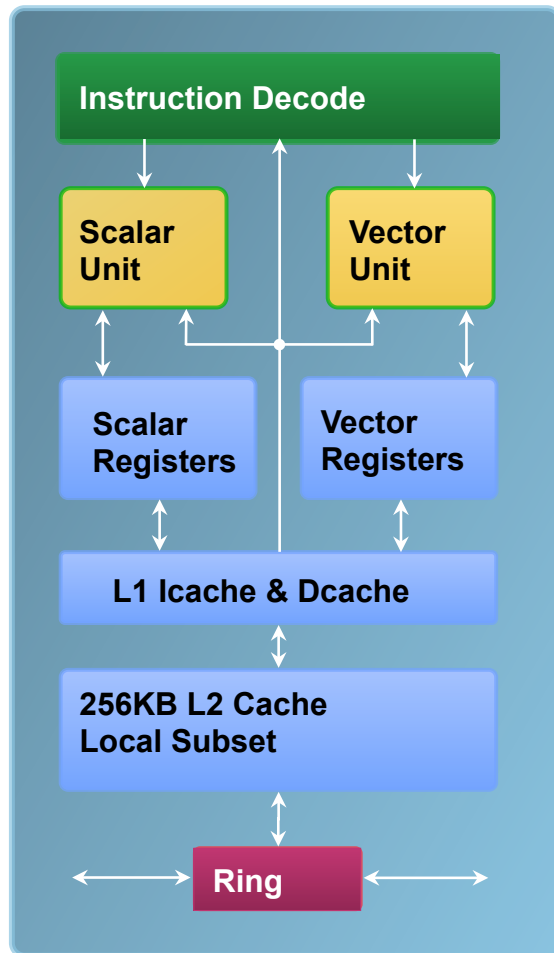 Instruction Decode
Scalar
Unit
Vector
Unit
Scalar
Registers
Vector
Registers
L1 Icache & Dcache
256KB L2 Cache
Local Subset
Ring